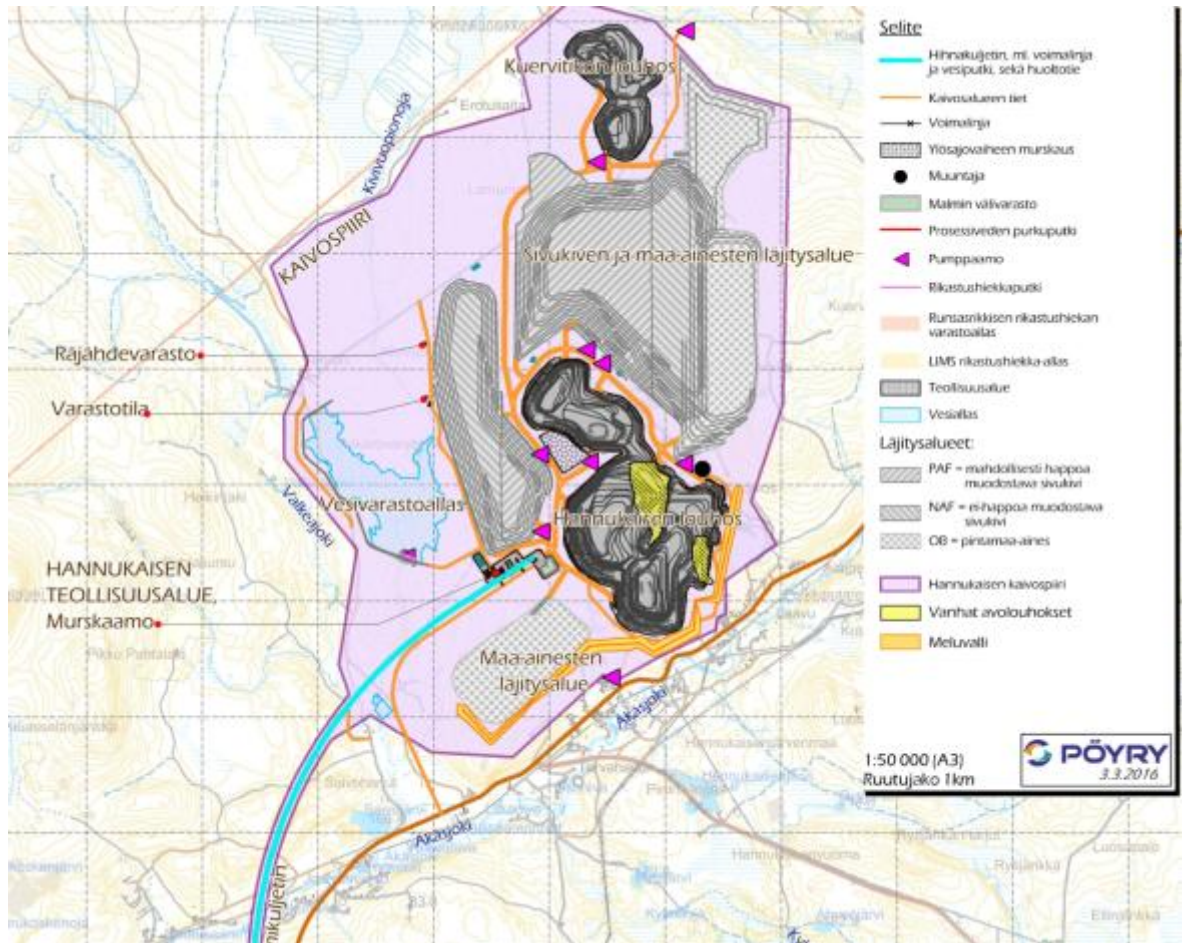 Kuervitikon louhos
Erotusaita
Kivivuopionoja
KAIVOSPIIRI
Sivukiven ja maa-ainesten läjitysalue
Räjähdevarasto
Varastotila
Valkeajoki
Vesivarastoallas
Hannukaisen louhos
HANNUKAISEN
TEOLLISUUSALUE,
Murskaamo
Maa-ainesten
läjitysalue
Äkäsjoki
Äkäsjoki
Selite
Hihnakuljetin, ml. voimalinja
ja vesiputki, sekä huoltotie
Kaivosalueen tiet
Voimalinja
Ylösajovaiheen murskaus
Muuntaja
Malmin välivarasto
Prosessiveden purkuputki
Pumppaamo
Rikastushiekkaputki
Runsasrikkisen rikastushiekan
varastoallas
LIMS rikastushiekka-allas
Teollisuusalue
Vesiallas
Läjitysalueet:
PAF = mahdollisesti happoa
muodostava sivukivi
NAF = ei-happoa muodostava
sivukivi
OB = pintamaa-aines
Hannukaisen kaivospiiri
Vanhat avolouhokset
Meluvalli
1:50 000 (A3)
Ruutujako 1km
PÖYRY
3.3.2016